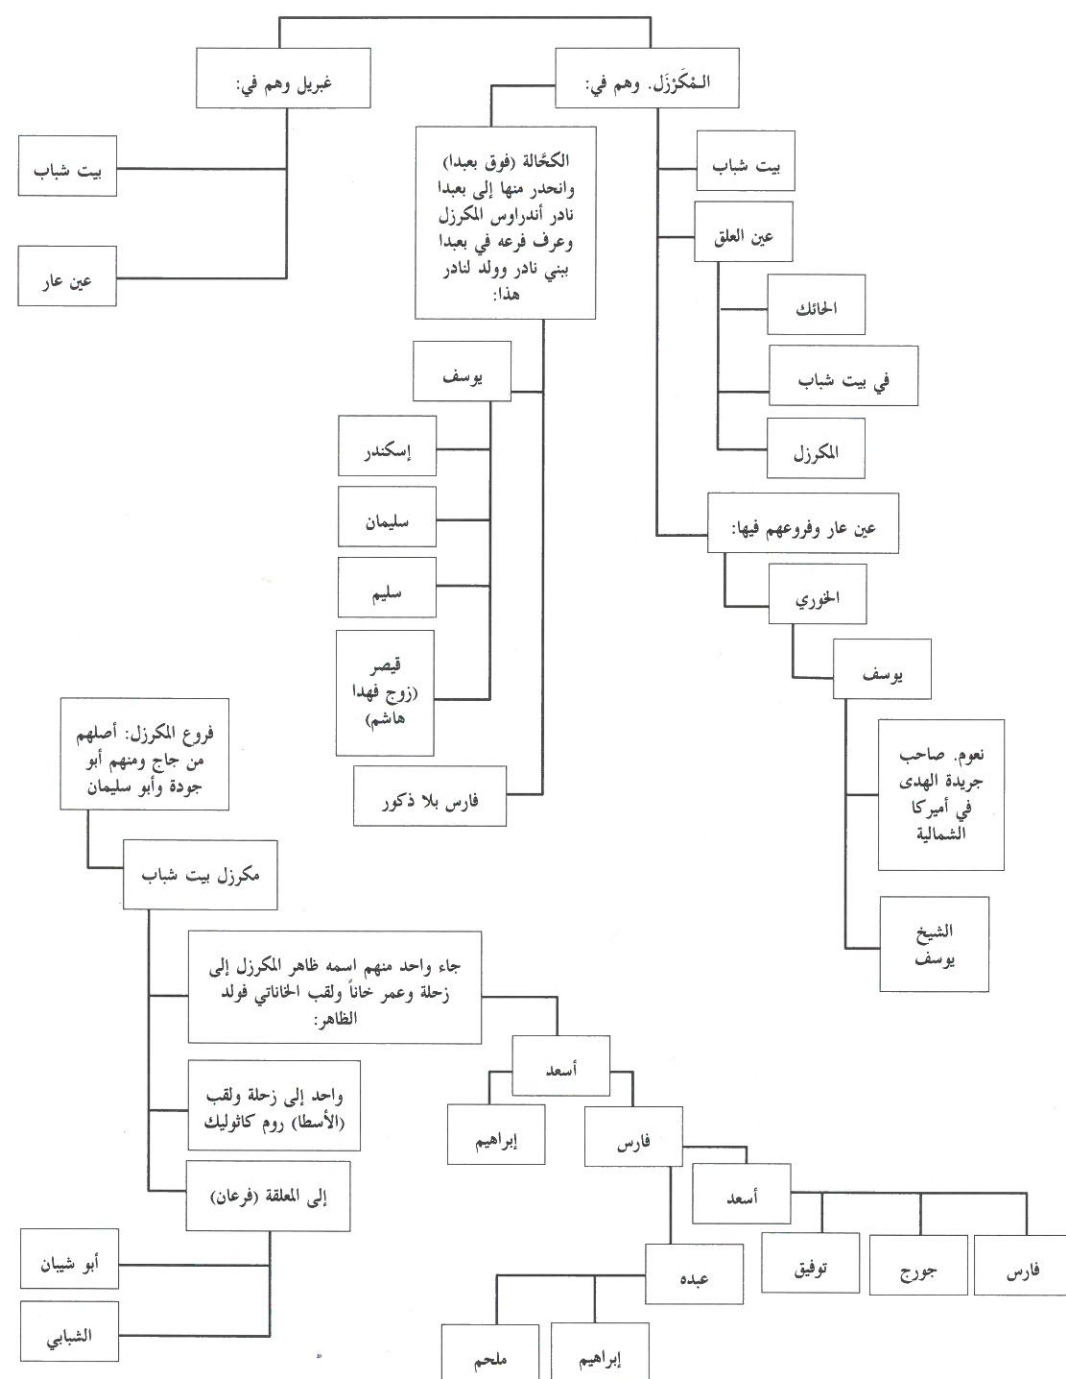 المُكَرْزَل. وهم في:
غبريل وهم في:
بيت شباب
عين العلق
الحائك
في بيت شباب
المكرزل
عين عار وفروعهم فيها:
الخوري
يوسف
نعوم. صاحب
جريدة الهدى
في أميركا
الشمالية
الشيخ
يوسف
الكحَّالة (فوق بعبدا)
وانحدر منها إلى بعبدا
نادر أندراوس المكرزل
وعرف فرعه في بعبدا
ببني نادر وولد لنادر
هذا:
يوسف
إسكندر
سليمان
سليم
قيصر
(زوج فهدا
هاشم)
فارس بلا ذكور
بيت شباب
عين عار
فروع المكرزل: أصلهم
من جاج ومنهم أبو
جودة وأبو سليمان
مكرزل بيت شباب
جاء واحد منهم اسمه ظاهر المكرزل إلى
زحلة وعمر خاناً ولقب الخاناتي فولد
الظاهر:
أسعد
فارس
إبراهيم
أسعد
فارس
جورج
توفيق
عبده
إبراهيم
ملحم
واحد إلى زحلة ولقب
(الأسطا) روم كاثوليك
إلى المعلقة (فرعان)
أبو شيبان
الشبابي